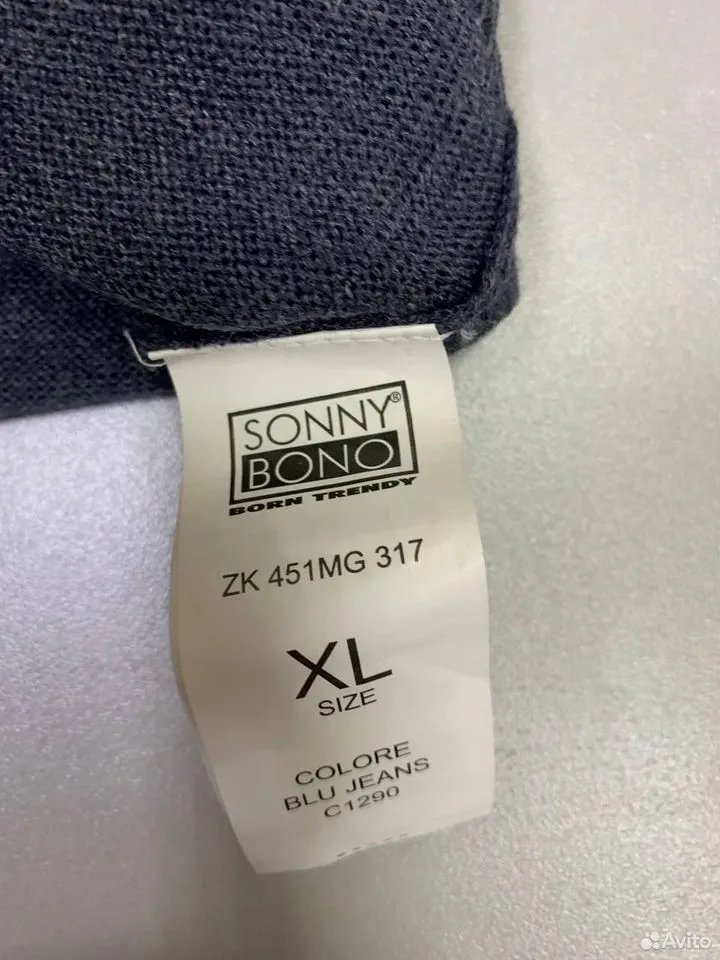 SONNY®
BONO
BORN TRENDY
ZK 451MG 317
XL
SIZE
COLORE
BLU JEANS
C1290
Avito